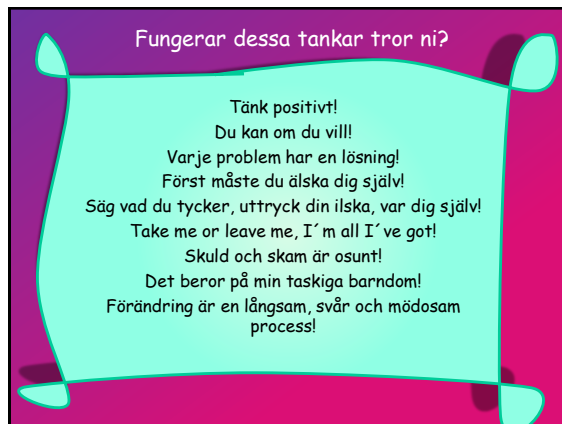 Fungerar dessa tankar tror ni?
Tänk positivt!
Du kan om du vill!
Varje problem har en lösning!
Först måste du älska dig själv!
Säg vad du tycker, uttryck din ilska, var dig själv!
Take me or leave me, I´m all I´ve got!
Skuld och skam är osunt!
Det beror på min taskiga barndom!
Förändring är en långsam, svår och mödosam
process!